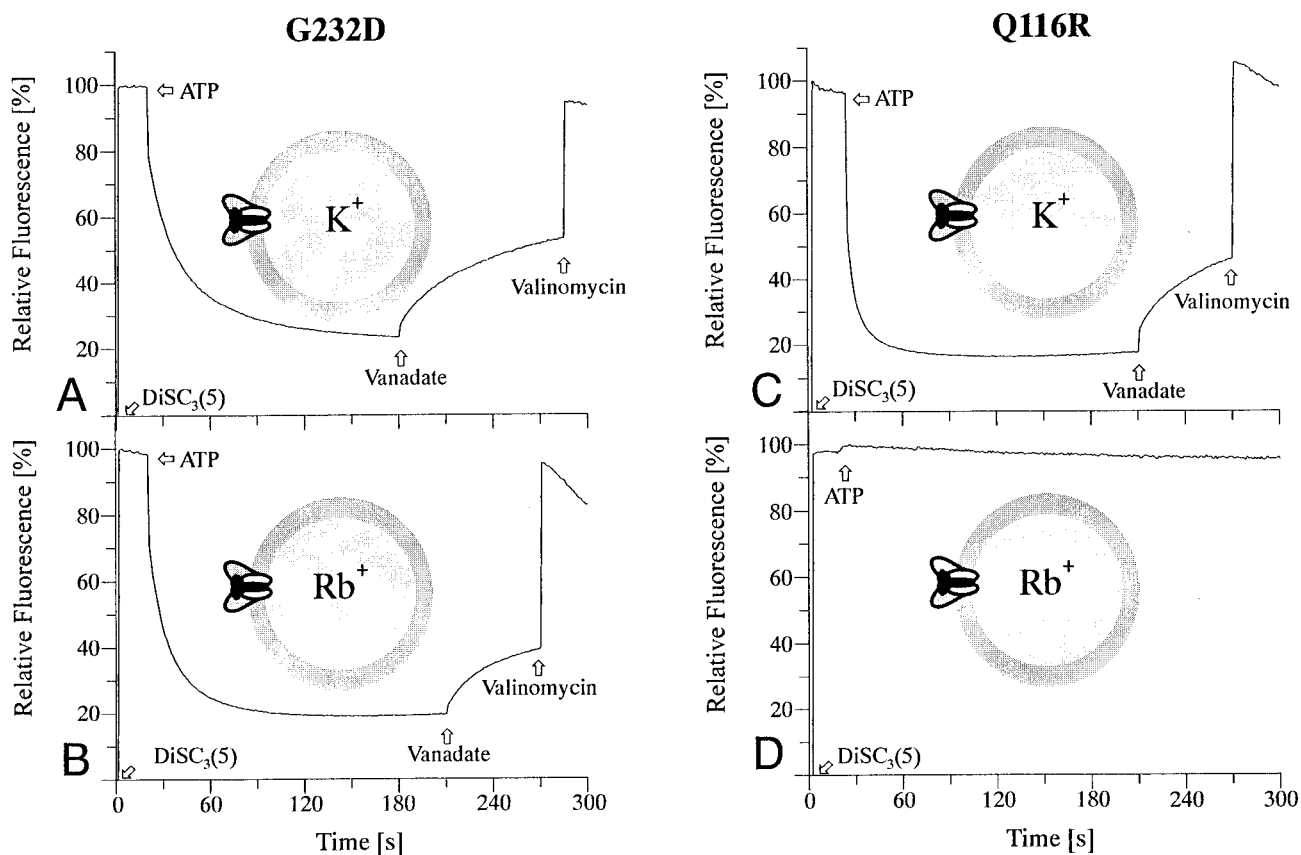 G232D
Relative Fluorescence [%]
100
80
60
40
20
⇦ ATP
K⁺
Valinomycin
Vanadate
DiSC₃(5)
A
Relative Fluorescence [%]
100
80
60
40
20
⇦ ATP
Rb⁺
Valinomycin
Vanadate
DiSC₃(5)
B
0 60 120 180 240 300
Time [s]
Q116R
Relative Fluorescence [%]
100
80
60
40
20
⇦ ATP
K⁺
Valinomycin
Vanadate
DiSC₃(5)
C
Relative Fluorescence [%]
100
80
60
40
20
ATP
Rb⁺
DiSC₃(5)
D
0 60 120 180 240 300
Time [s]